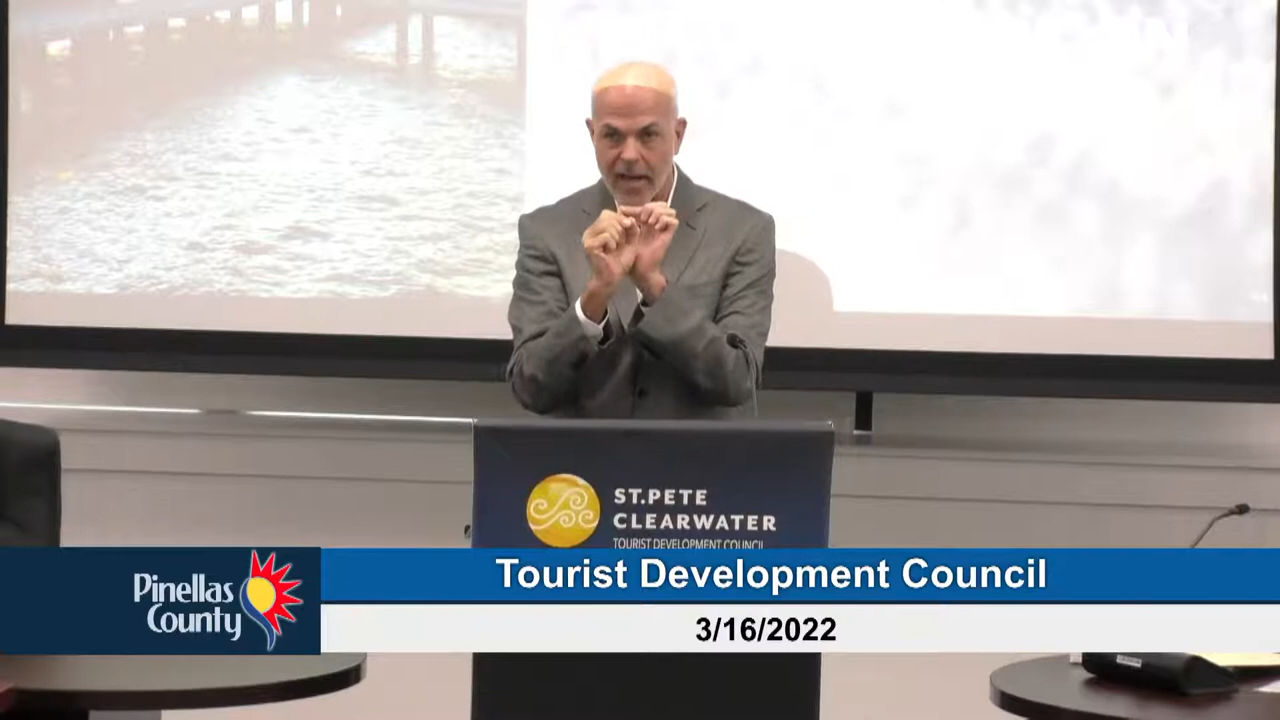 ST.PETE
CLEARWATER
TOURIST DEVELOPMENT COUNCIL
Pinellas
County
Tourist Development Council
3/16/2022